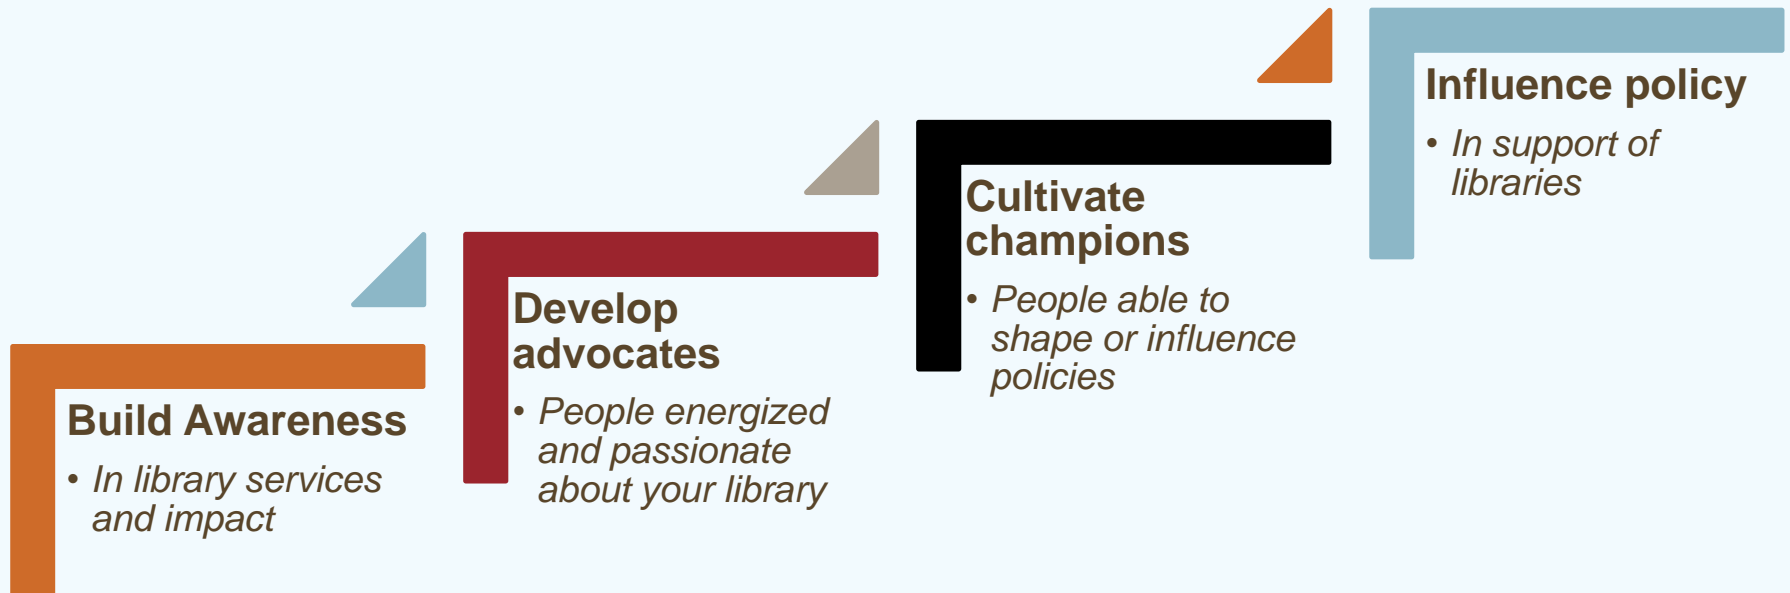 Build Awareness
• In library services
and impact
Develop
advocates
• People energized
and passionate
about your library
Cultivate
champions
• People able to
shape or influence
policies
Influence policy
• In support of
libraries